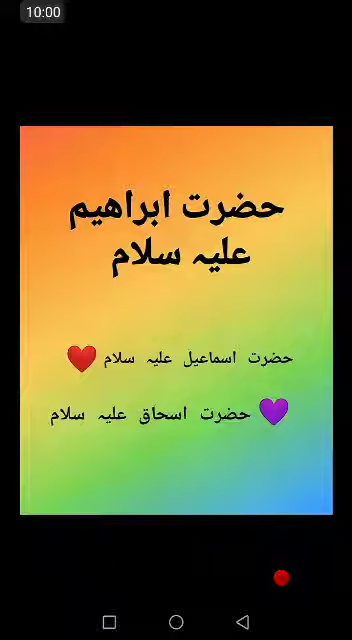 10:00
حضرت ابراهیم
علیہ سلام
حضرت اسماعیل علیہ سلام ❤️
💜 حضرت اسحاق علیہ سلام